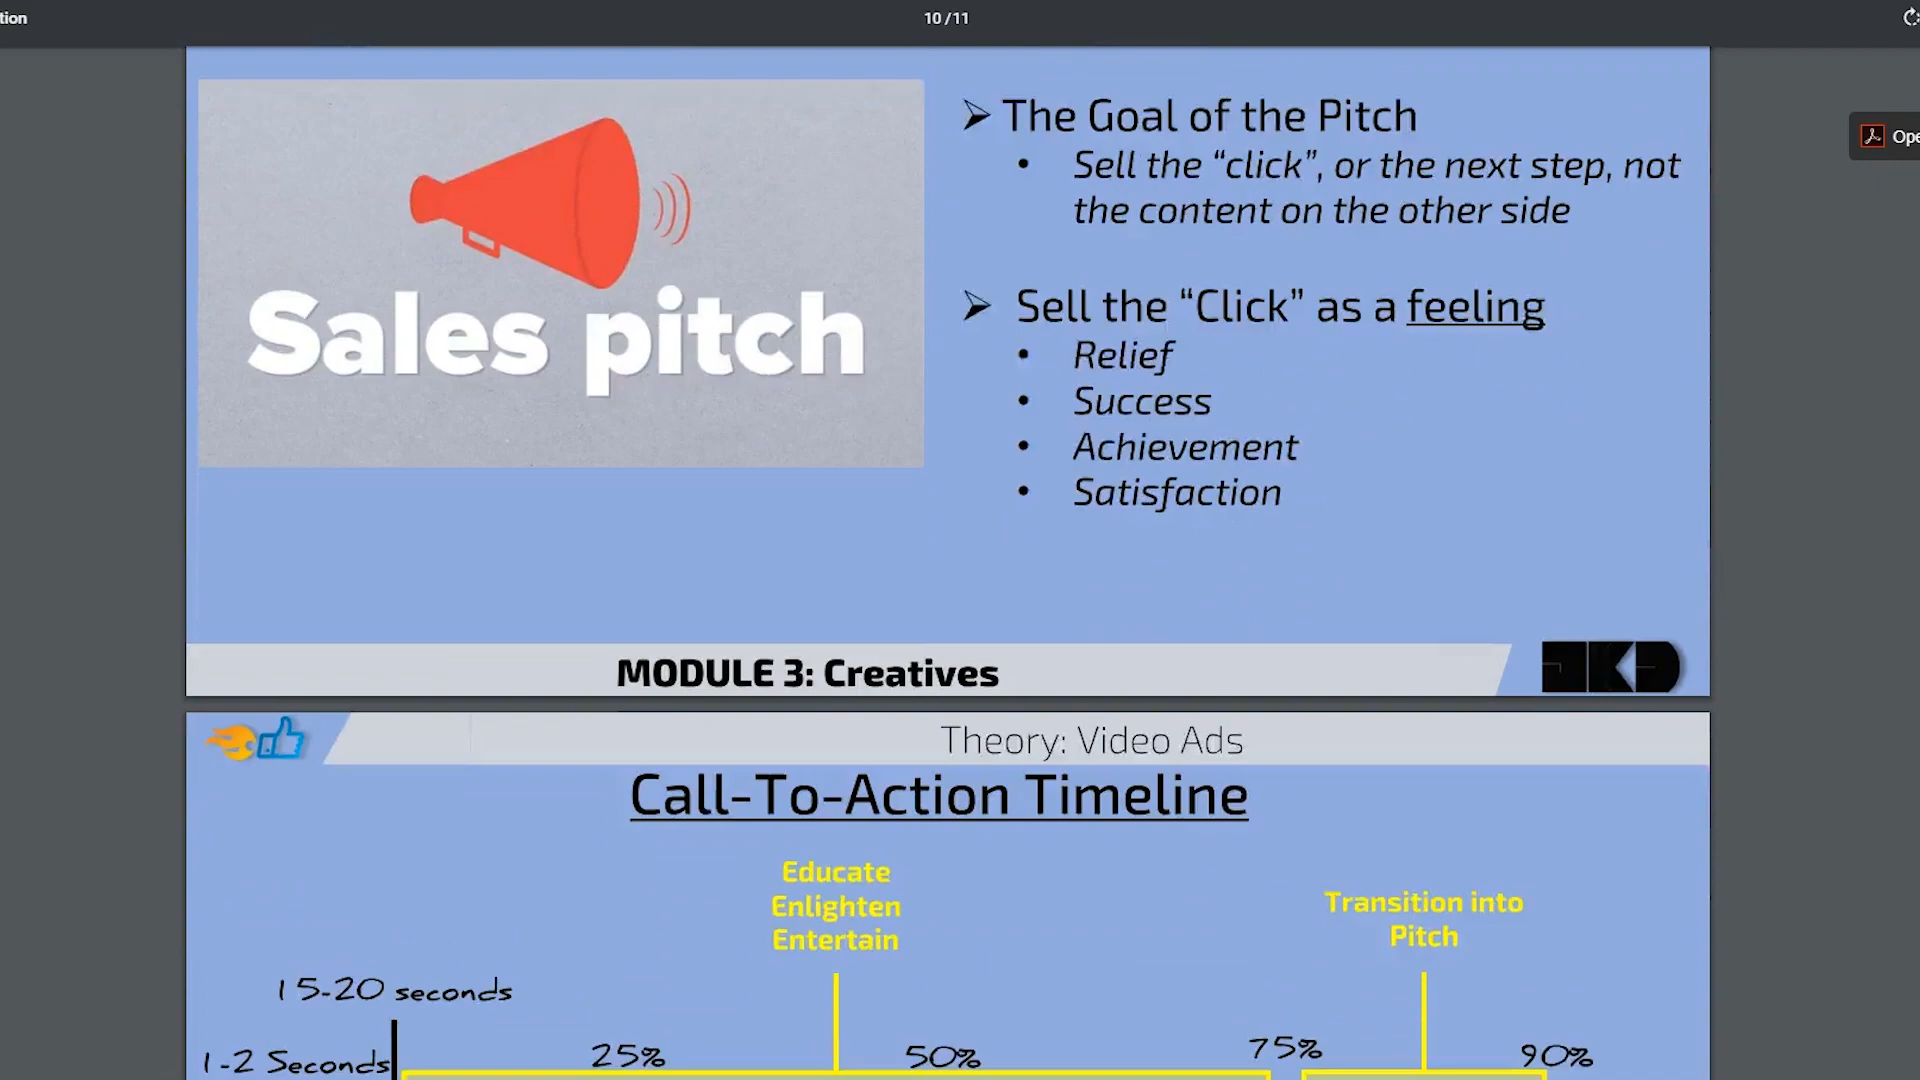 tion
10 / 11
Ope
Sales pitch
➢ The Goal of the Pitch
• Sell the “click”, or the next step, not
the content on the other side
➢ Sell the “Click” as a feeling
• Relief
• Success
• Achievement
• Satisfaction
MODULE 3: Creatives
JKD
Theory: Video Ads
Call-To-Action Timeline
Educate
Enlighten
Entertain
Transition into
Pitch
15-20 seconds
1-2 Seconds
25%
50%
75%
90%